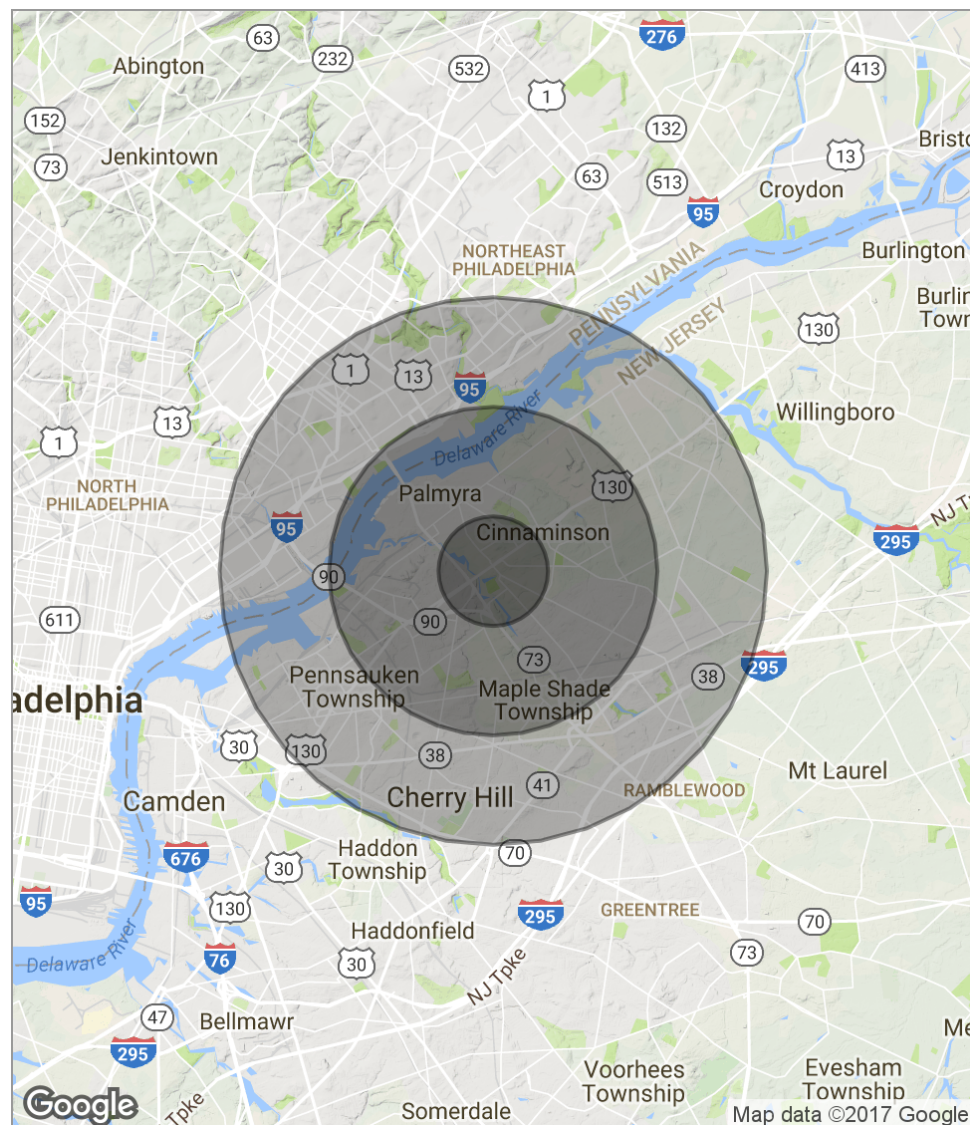 63
276
232
Abington
532
413
1
152
132
Jenkintown
13
73
63
513
Croydon
95
NORTHEAST
PHILADELPHIA
PENNSYLVANIA
Burlington
NEW JERSEY
130
1
13
95
Delaware River
Willingboro
13
1
NORTH
PHILADELPHIA
Palmyra
130
NJ T
Cinnaminson
95
295
90
611
90
73
295
38
Pennsauken
Township
Maple Shade
Township
adelphia
30
130
38
41
Mt Laurel
RAMBLEWOOD
Cherry Hill
Camden
676
Haddon
Township
70
30
95
130
295
GREENTREE
70
Haddonfield
73
Delaware River
76
30
NJ Tpke
47
Bellmawr
295
Me
Voorhees
Township
Evesham
Township
Google
Tpke
Somerdale
Map data ©2017 Google